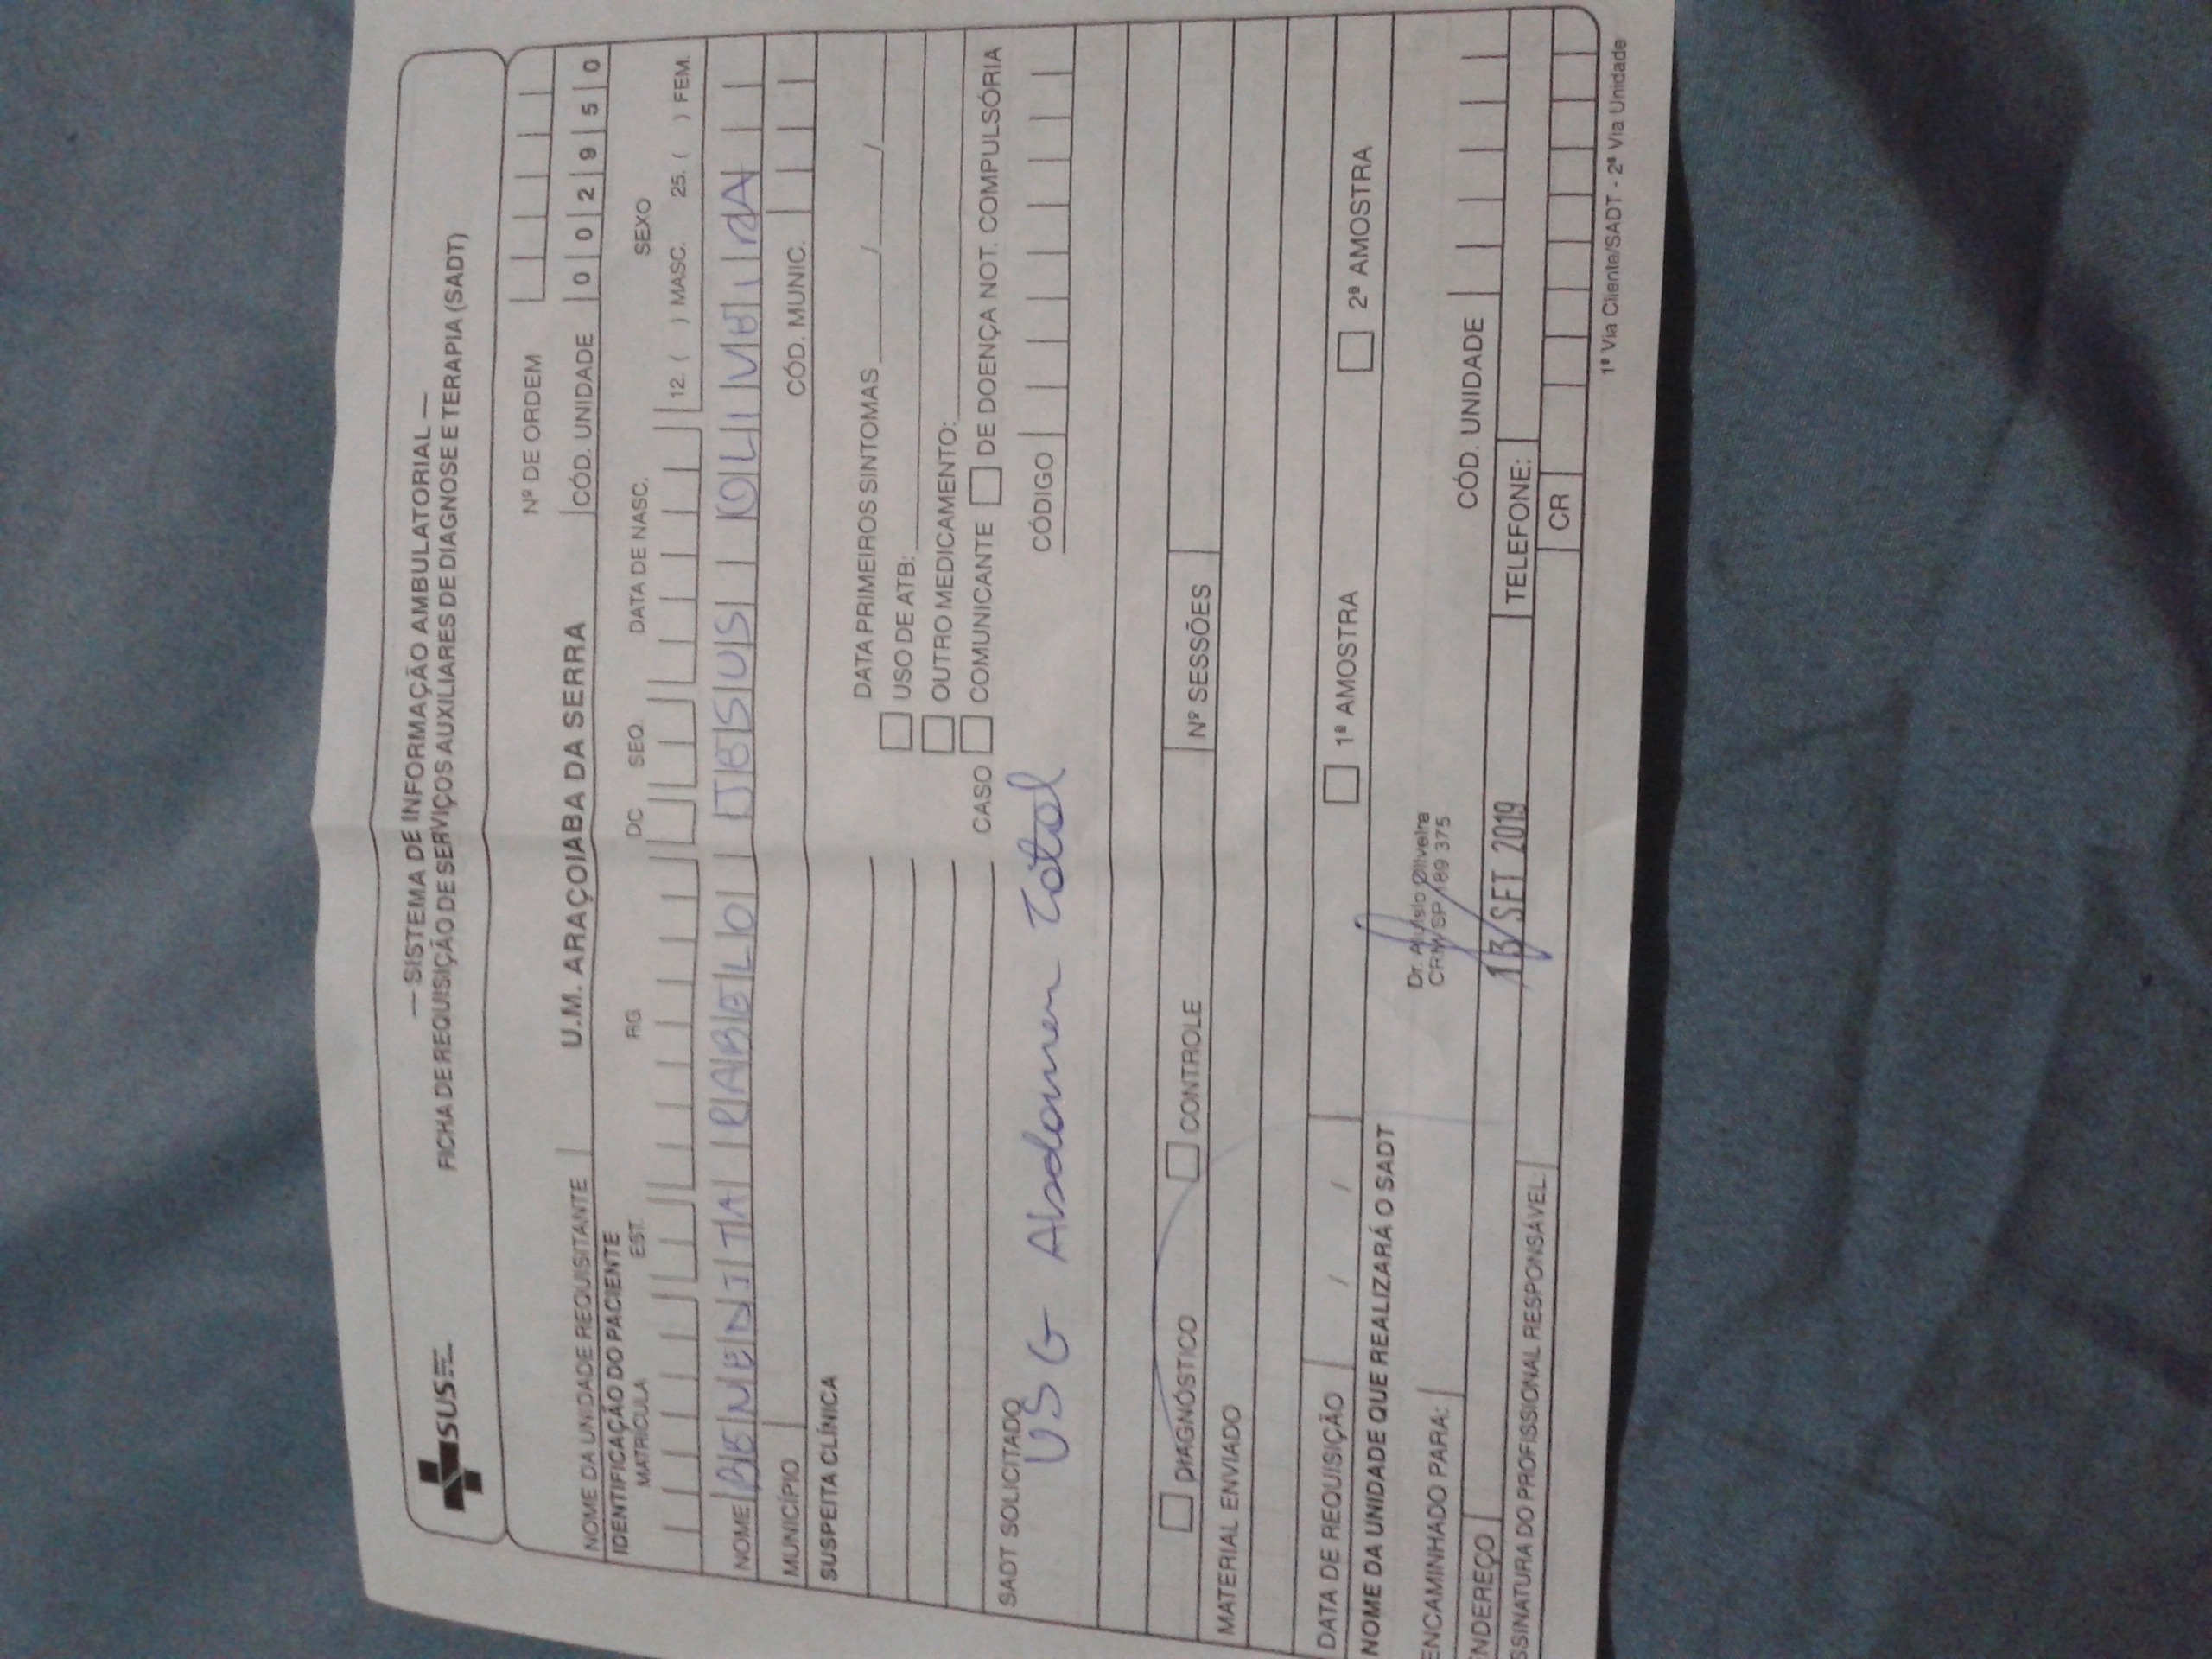 SUS
— SISTEMA DE INFORMAÇÃO AMBULATORIAL —
FICHA DE REQUISIÇÃO DE SERVIÇOS AUXILIARES DE DIAGNOSE E TERAPIA (SADT)
Nº DE ORDEM
NOME DA UNIDADE REQUISITANTE U.M. ARAÇOIABA DA SERRA CÓD. UNIDADE 0 0 2 9 5 0
IDENTIFICAÇÃO DO PACIENTE
MATRÍCULA EST. RG DC SEQ. DATA DE NASC. SEXO
12. ( ) MASC. 25. ( ) FEM.
NOME BENEDITA RABELO JESUS OLIVEIRA
MUNICÍPIO CÓD. MUNIC.
SUSPEITA CLÍNICA
DATA PRIMEIROS SINTOMAS / /
USO DE ATB:
OUTRO MEDICAMENTO:
CASO COMUNICANTE DE DOENÇA NOT. COMPULSÓRIA
SADT SOLICITADO
USG Abdomen Total CÓDIGO
DIAGNÓSTICO CONTROLE Nº SESSÕES
MATERIAL ENVIADO
DATA DE REQUISIÇÃO / / 1ª AMOSTRA 2ª AMOSTRA
NOME DA UNIDADE QUE REALIZARÁ O SADT
Dr. Aluisio Oliveira
CRM/SP 189 375
ENCAMINHADO PARA: CÓD. UNIDADE
NDEREÇO 13 SET 2019 TELEFONE:
SSINATURA DO PROFISSIONAL RESPONSÁVEL: CR
1ª Via Cliente/SADT - 2ª Via Unidade